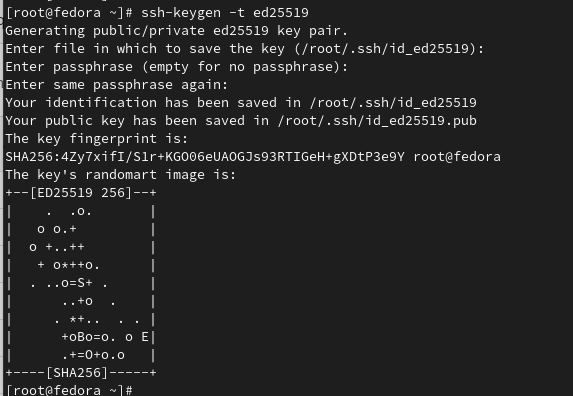 [root@fedora ~]# ssh-keygen -t ed25519
Generating public/private ed25519 key pair.
Enter file in which to save the key (/root/.ssh/id_ed25519):
Enter passphrase (empty for no passphrase):
Enter same passphrase again:
Your identification has been saved in /root/.ssh/id_ed25519
Your public key has been saved in /root/.ssh/id_ed25519.pub
The key fingerprint is:
SHA256:4Zy7xifI/S1r+KGO06eUAOGJs93RTIGeH+gXDtP3e9Y root@fedora
The key's randomart image is:
+--[ED25519 256]--+
|    .  .o.       |
|   o o.+         |
|  o +..++        |
|   + o*++o.      |
|  . ..o=S+ .     |
|      ..+o  .    |
|     . *+..  . . |
|      +oBo=o. o E|
|      .+=O+o.o   |
+----[SHA256]-----+
[root@fedora ~]#